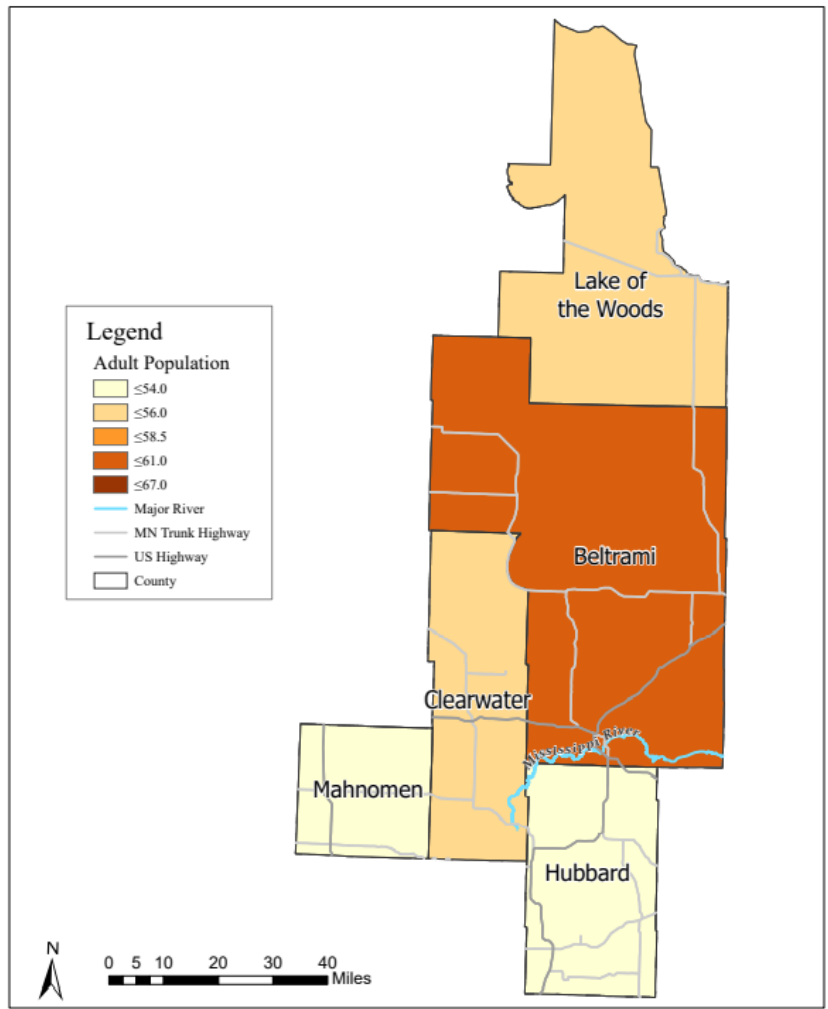 Lake of
the Woods
Legend
Adult Population
≤54.0
≤56.0
≤58.5
≤61.0
≤67.0
Major River
MN Trunk Highway
US Highway
County
Beltrami
Clearwater
Mississippi River
Mahnomen
Hubbard
N
0 5 10 20 30 40
Miles